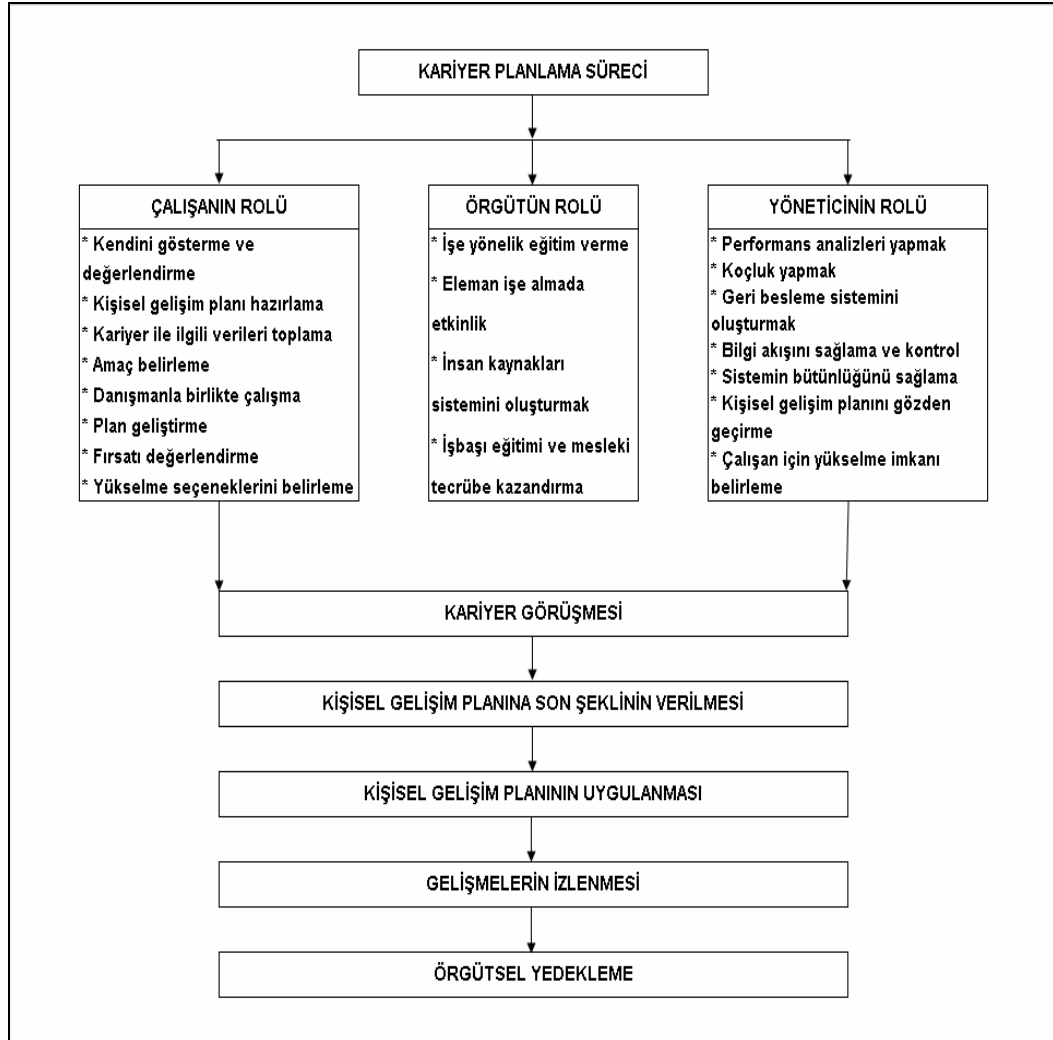 KARİYER PLANLAMA SÜRECİ
ÇALIŞANIN ROLÜ
* Kendini gösterme ve
değerlendirme
* Kişisel gelişim planı hazırlama
* Kariyer ile ilgili verileri toplama
* Amaç belirleme
* Danışmanla birlikte çalışma
* Plan geliştirme
* Fırsatı değerlendirme
* Yükselme seçeneklerini belirleme
ÖRGÜTÜN ROLÜ
* İşe yönelik eğitim verme
* Eleman işe almada
etkinlik
* İnsan kaynakları
sistemini oluşturmak
* İşbaşı eğitimi ve mesleki
tecrübe kazandırma
YÖNETİCİNİN ROLÜ
* Performans analizleri yapmak
* Koçluk yapmak
* Geri besleme sistemini
oluşturmak
* Bilgi akışını sağlama ve kontrol
* Sistemin bütünlüğünü sağlama
* Kişisel gelişim planını gözden
geçirme
* Çalışan için yükselme imkanı
belirleme
KARİYER GÖRÜŞMESİ
KİŞİSEL GELİŞİM PLANINA SON ŞEKLİNİN VERİLMESİ
KİŞİSEL GELİŞİM PLANININ UYGULANMASI
GELİŞMELERİN İZLENMESİ
ÖRGÜTSEL YEDEKLEME